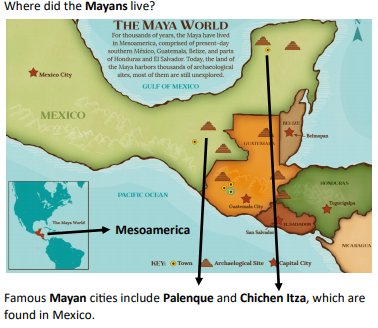 Where did the Mayans live?
THE MAYA WORLD
For thousands of years, the Maya have lived
in Mesoamerica, comprised of present-day
southern México, Guatemala, Belize, and parts
of Honduras and El Salvador. Today, the land of
the Maya harbors thousands of archaeological
sites, most of them are still unexplored.
GULF OF MEXICO
Mexico City
MEXICO
BELIZE
Belmopan
GUATEMALA
PACIFIC OCEAN
HONDURAS
Guatemala City
Tegucigalpa
The Maya World
Mesoamerica
San Salvador
NICARAGUA
KEY: Town Archaeological Site Capital City
Famous Mayan cities include Palenque and Chichen Itza, which are
found in Mexico.